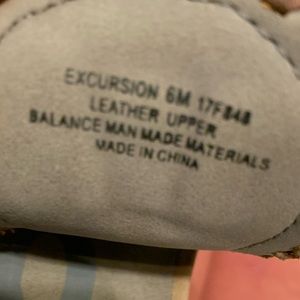 EXCURSION 6M 17F848
LEATHER UPPER
BALANCE MAN MADE MATERIALS
MADE IN CHINA